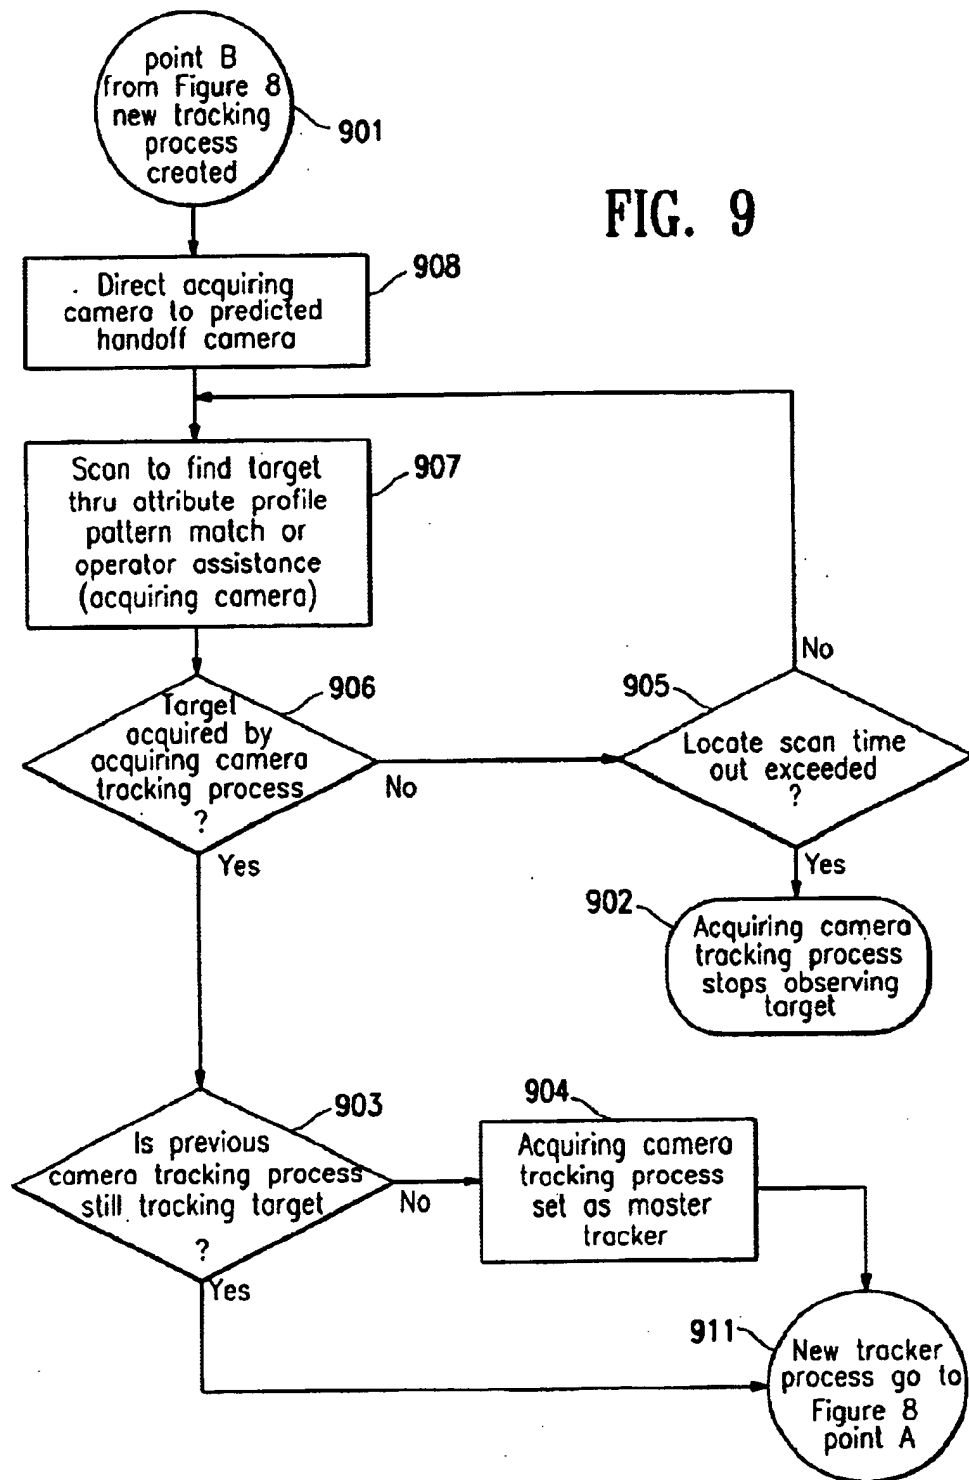 point B
from Figure 8
new tracking
process
created
901
FIG. 9
Direct acquiring
camera to predicted
handoff camera
908
Scan to find target
thru attribute profile
pattern match or
operator assistance
(acquiring camera)
907
Target
acquired by
acquiring camera
tracking process
?
906
No
Yes
Locate scan time
out exceeded
?
905
No
Yes
Acquiring camera
tracking process
stops observing
target
902
Is previous
camera tracking process
still tracking target
?
903
No
Yes
Acquiring camera
tracking process
set as master
tracker
904
New tracker
process go to
Figure 8
point A
911